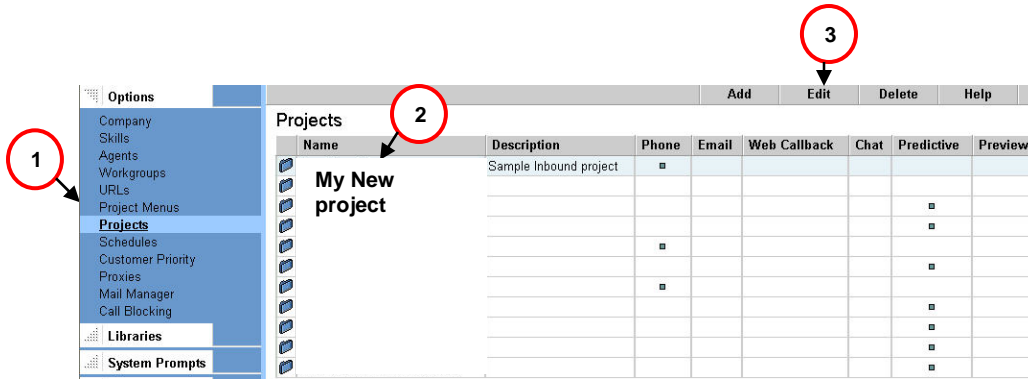 3
Options
Add Edit Delete Help
Company
Projects
2
Skills
Name Description Phone Email Web Callback Chat Predictive Preview
1
Agents
Sample Inbound project
Workgroups
My New
project
URLs
Project Menus
Projects
Schedules
Customer Priority
Proxies
Mail Manager
Call Blocking
Libraries
System Prompts